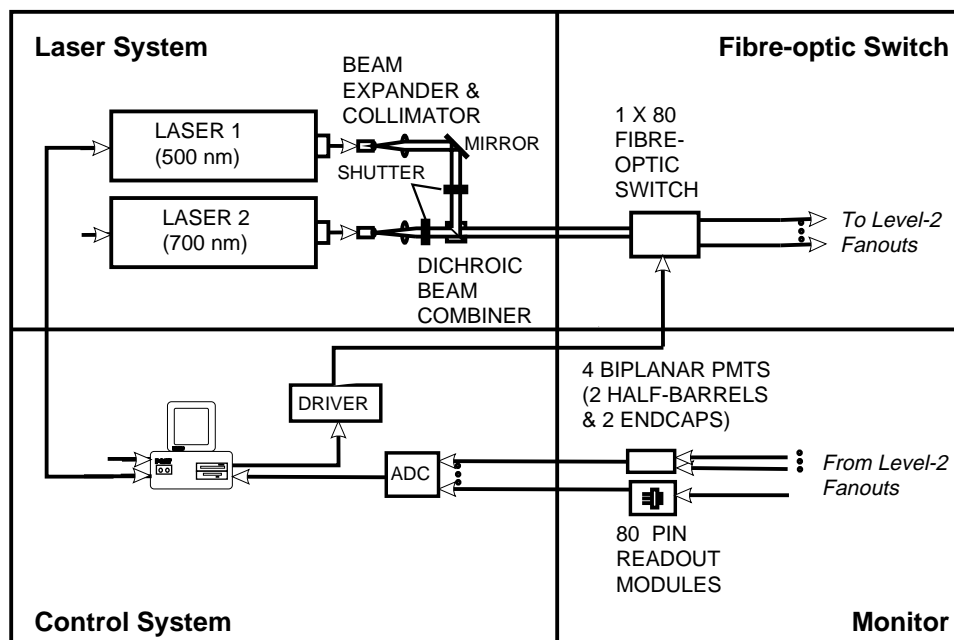 Laser System
Fibre-optic Switch
BEAM
EXPANDER &
COLLIMATOR
LASER 1
(500 nm)
MIRROR
1 X 80
FIBRE-
OPTIC
SWITCH
SHUTTER
LASER 2
(700 nm)
To Level-2
Fanouts
DICHROIC
BEAM
COMBINER
4 BIPLANAR PMTS
(2 HALF-BARRELS
& 2 ENDCAPS)
DRIVER
ADC
From Level-2
Fanouts
80 PIN
READOUT
MODULES
Control System
Monitor